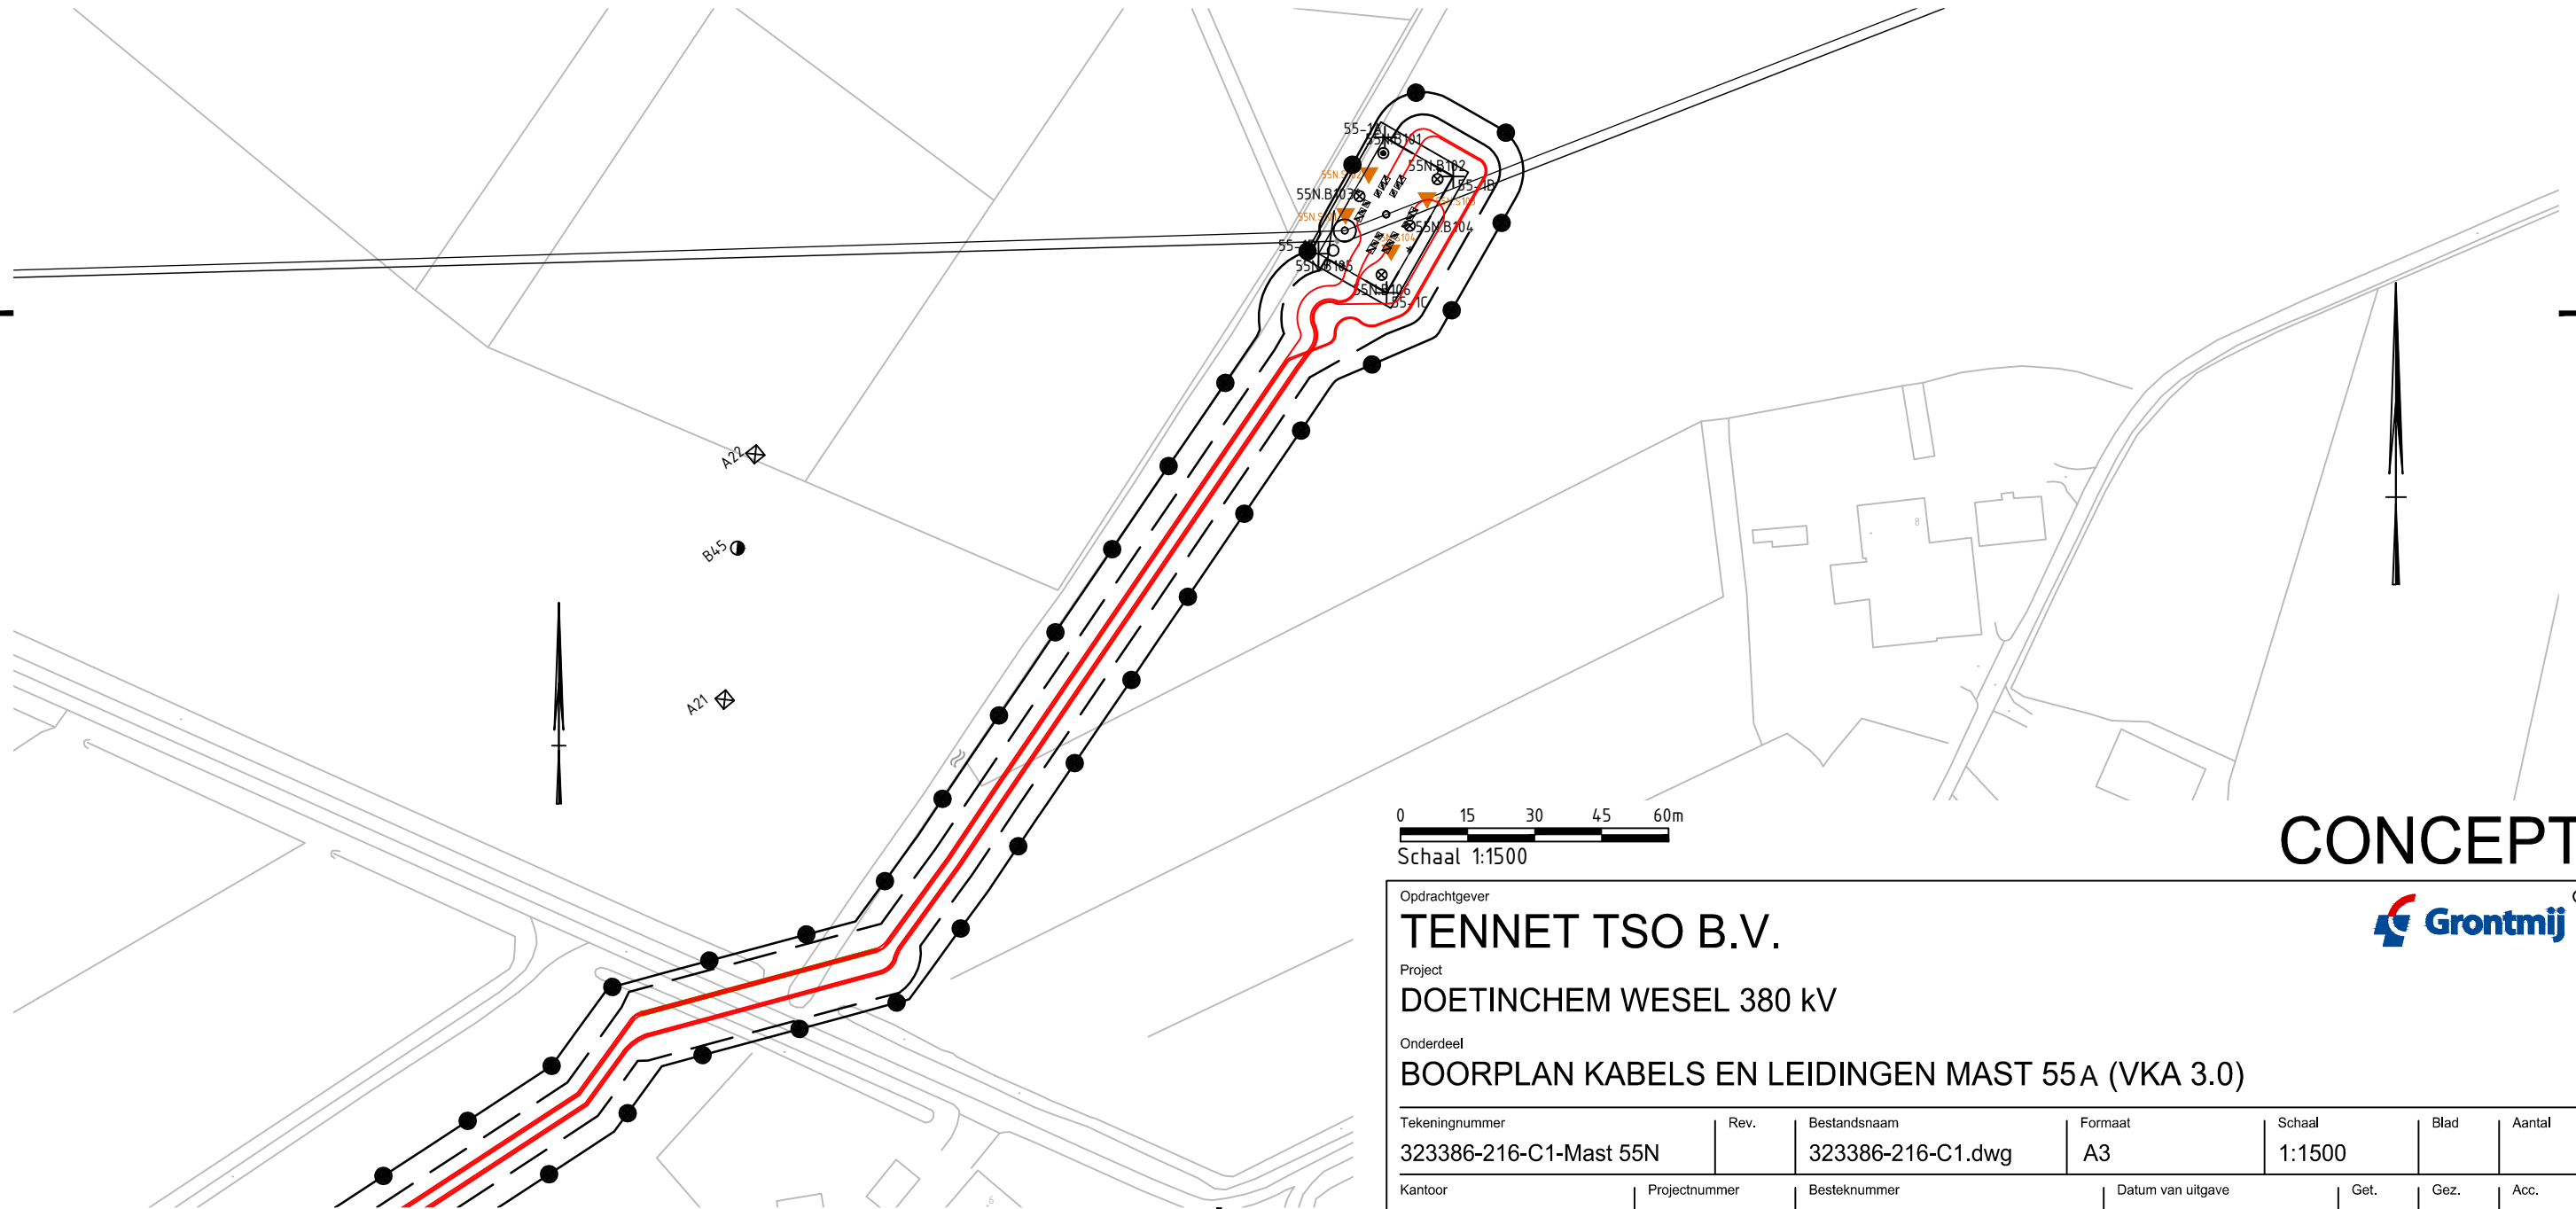 55-1A
55N.B101
55N.B102
55-1B
55N.B103
55N.S103
55N.B104
55N.B105
55N.B106
55-1C
A22
B45
A21
8
6
0 15 30 45 60m
Schaal 1:1500
CONCEPT
Opdrachtgever
TENNET TSO B.V.
Grontmij
Project
DOETINCHEM WESEL 380 kV
Onderdeel
BOORPLAN KABELS EN LEIDINGEN MAST 55A (VKA 3.0)
Tekeningnummer Rev. Bestandsnaam Formaat Schaal Blad Aantal
323386-216-C1-Mast 55N 323386-216-C1.dwg A3 1:1500
Kantoor Projectnummer Besteknummer Datum van uitgave Get. Gez. Acc.